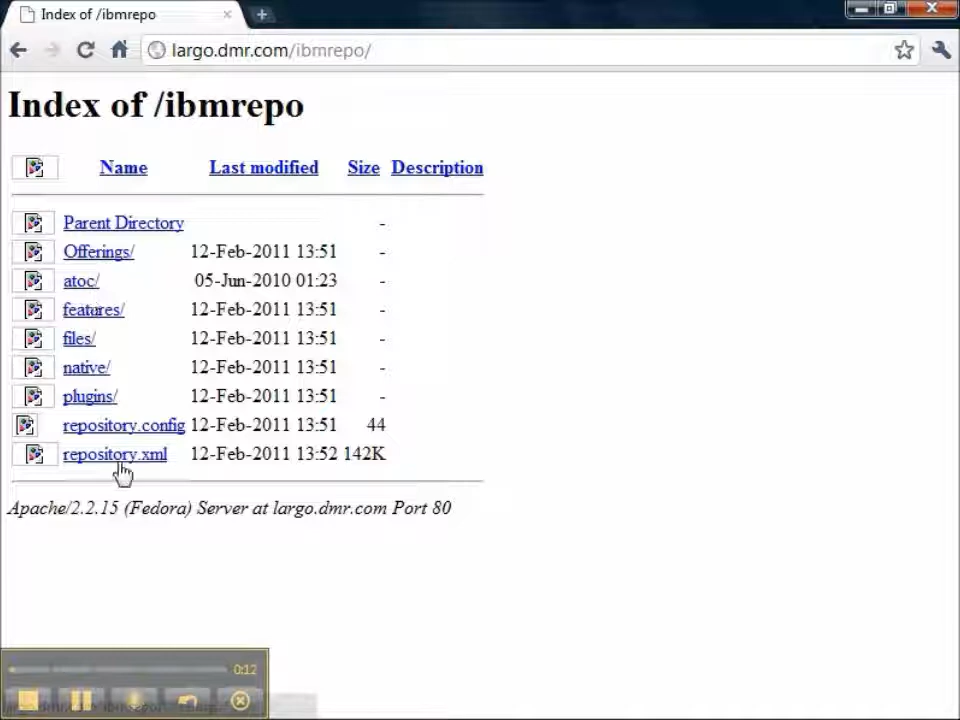 Index of /ibmrepo
largo.dmr.com/ibmrepo/
Index of /ibmrepo
Name Last modified Size Description
Parent Directory -
Offerings/ 12-Feb-2011 13:51 -
atoc/ 05-Jun-2010 01:23 -
features/ 12-Feb-2011 13:51 -
files/ 12-Feb-2011 13:51 -
native/ 12-Feb-2011 13:51 -
plugins/ 12-Feb-2011 13:51 -
repository.config 12-Feb-2011 13:51 44
repository.xml 12-Feb-2011 13:52 142K
Apache/2.2.15 (Fedora) Server at largo.dmr.com Port 80
0:12